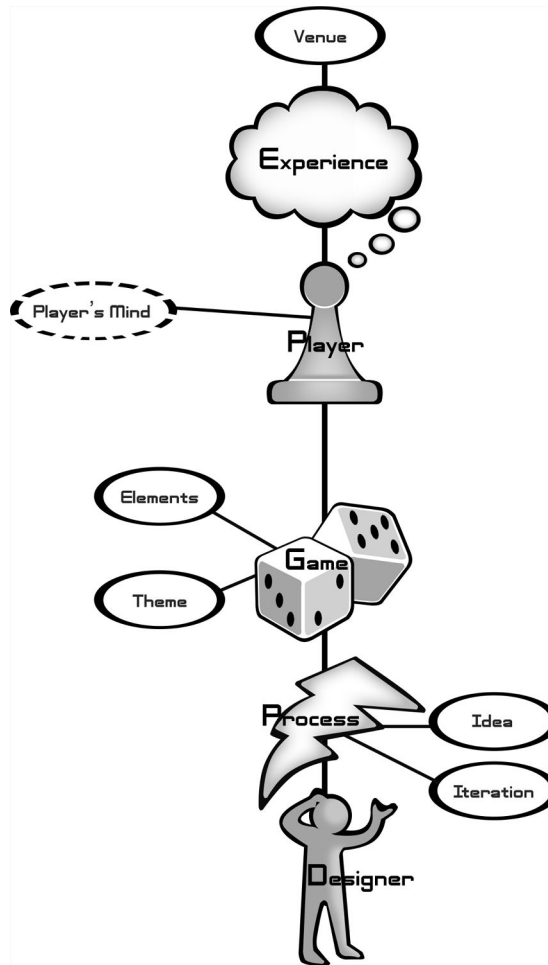 Venue
Experience
Player's Mind
Player
Elements
Game
Theme
Process
Idea
Iteration
Designer